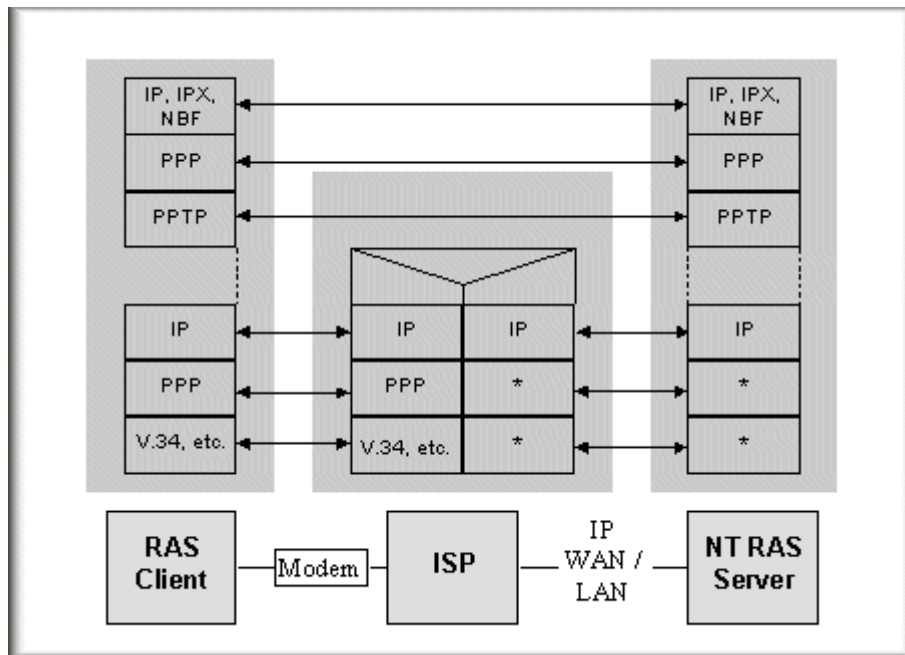 IP, IPX,
NBF
IP, IPX,
NBF
PPP
PPP
PPTP
PPTP
IP
IP
IP
IP
PPP
PPP
*
*
V.34, etc.
V.34, etc.
*
*
RAS
Client
Modem
ISP
IP
WAN /
LAN
NT RAS
Server